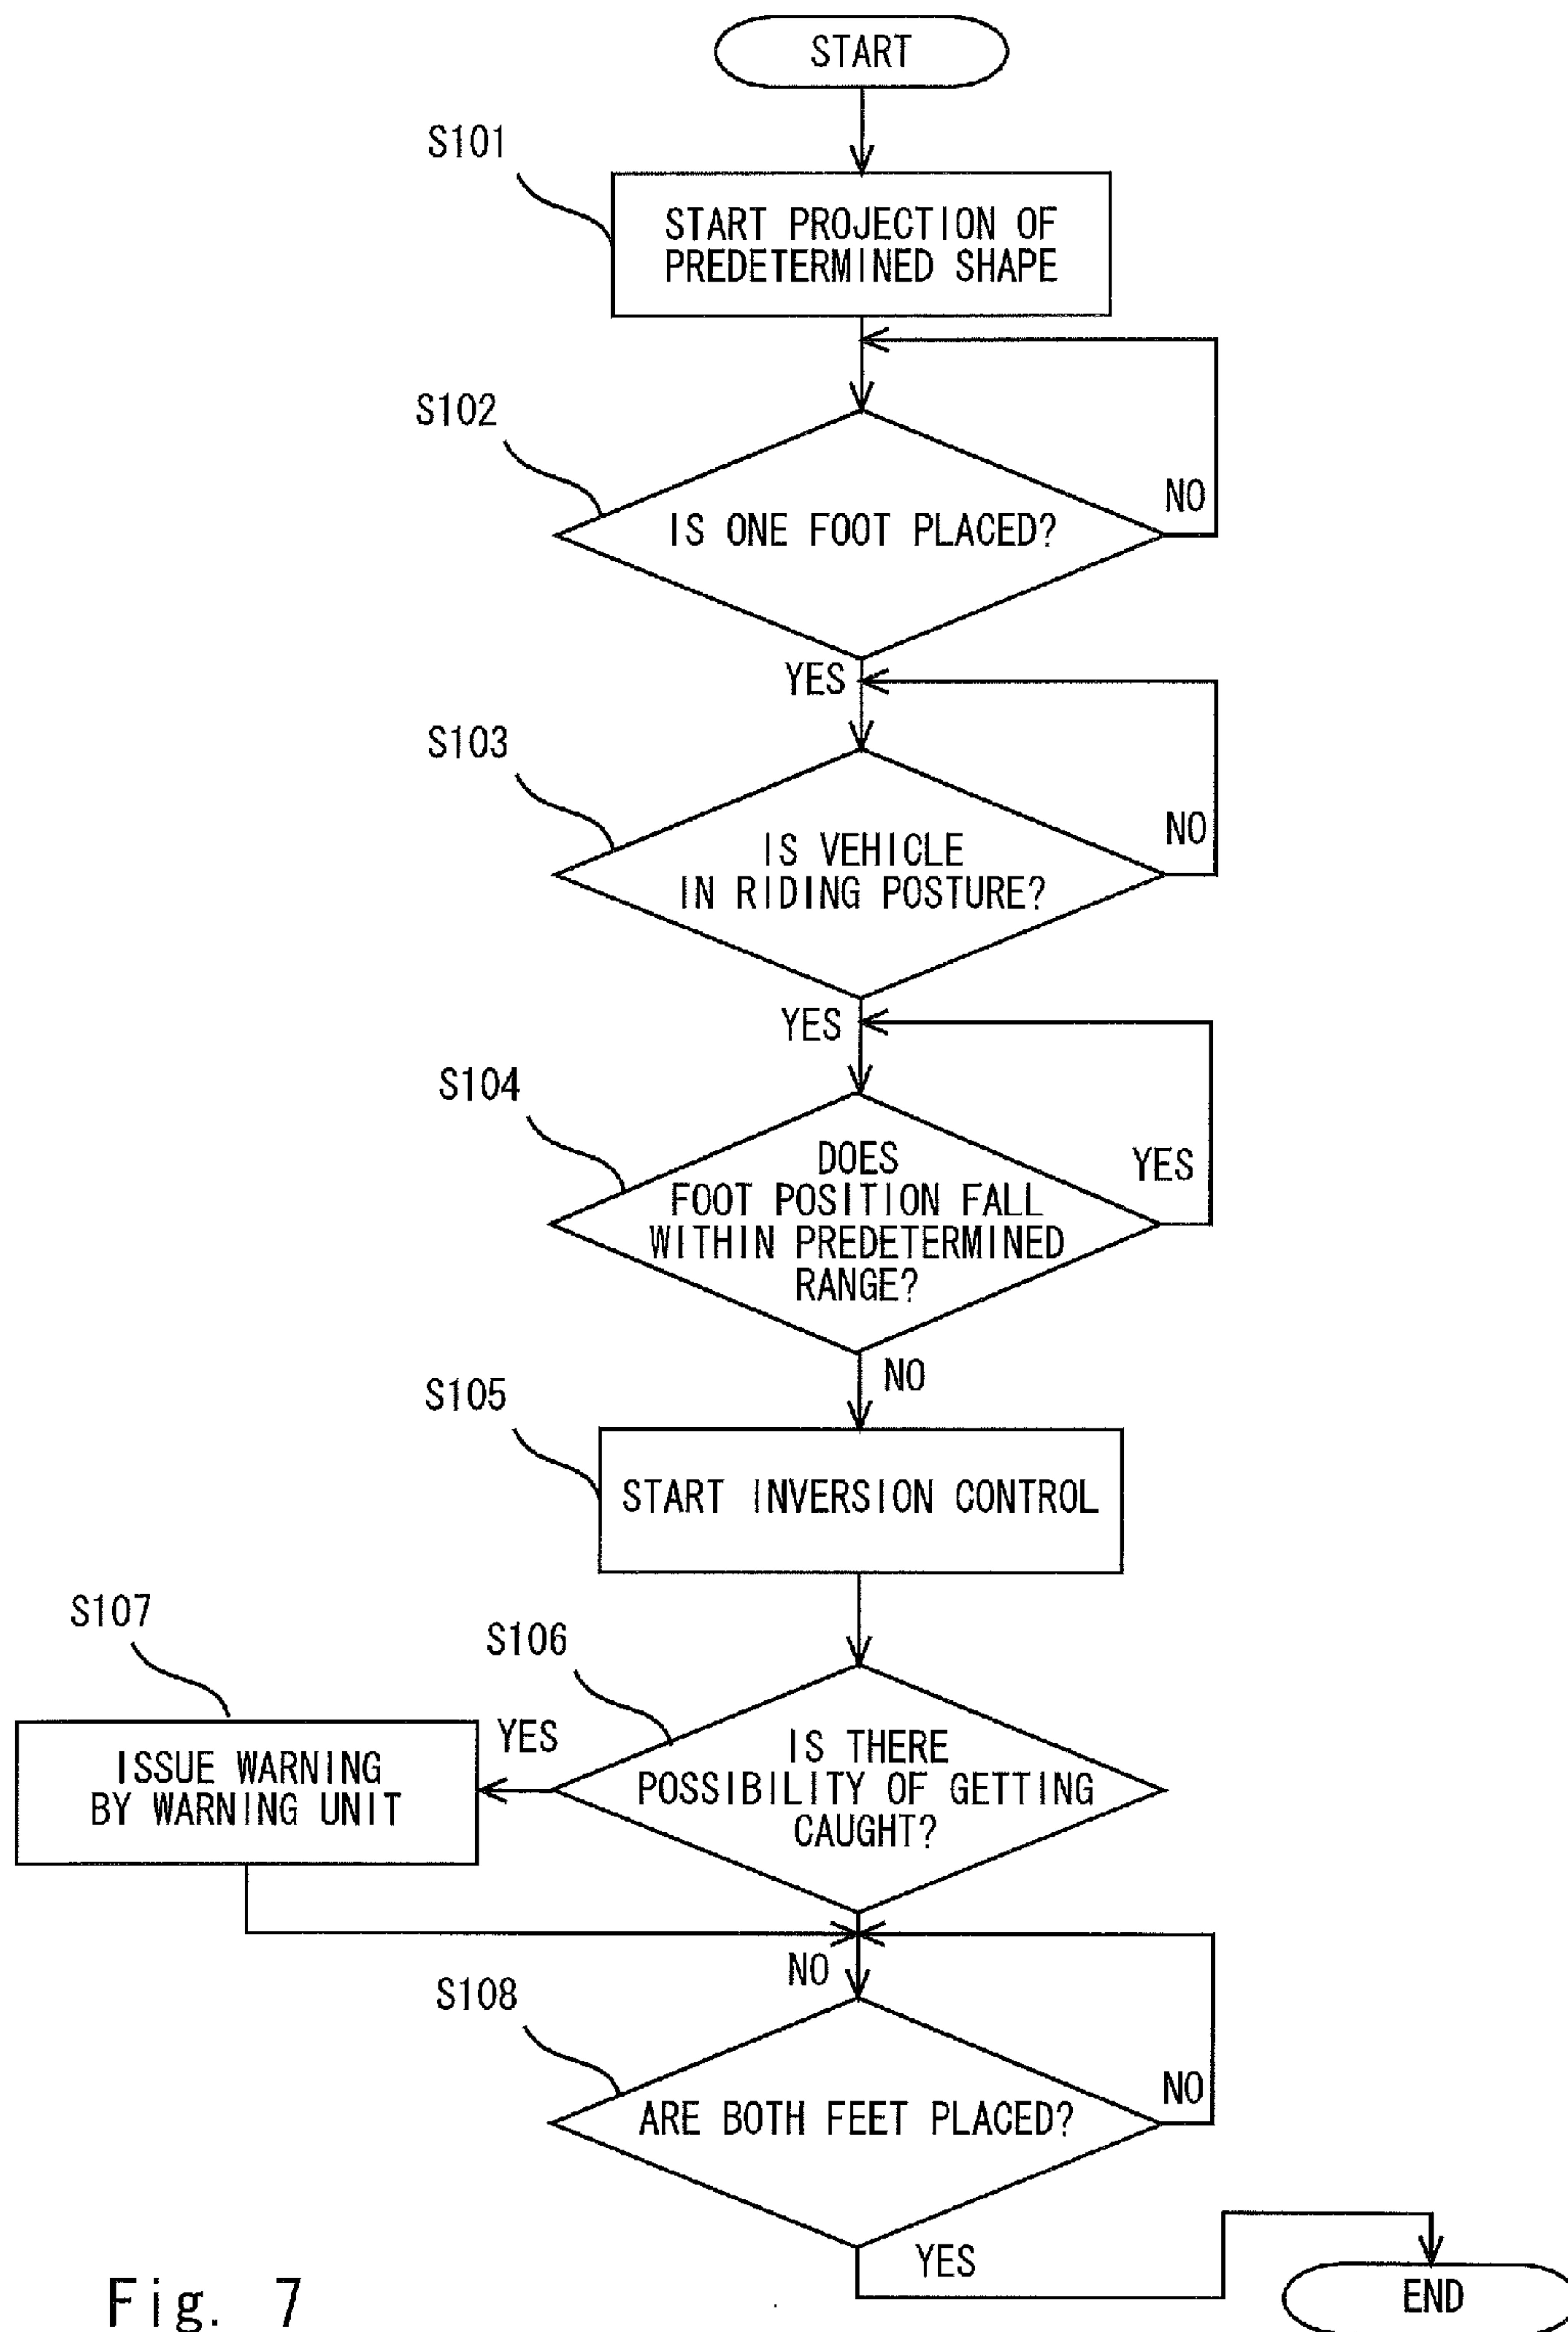 START
S101
START PROJECTION OF
PREDETERMINED SHAPE
S102
IS ONE FOOT PLACED?
NO
YES
S103
IS VEHICLE
IN RIDING POSTURE?
NO
YES
S104
DOES
FOOT POSITION FALL
WITHIN PREDETERMINED
RANGE?
YES
NO
S105
START INVERSION CONTROL
S107
S106
YES
ISSUE WARNING
BY WARNING UNIT
IS THERE
POSSIBILITY OF GETTING
CAUGHT?
NO
S108
ARE BOTH FEET PLACED?
NO
YES
END
Fig. 7